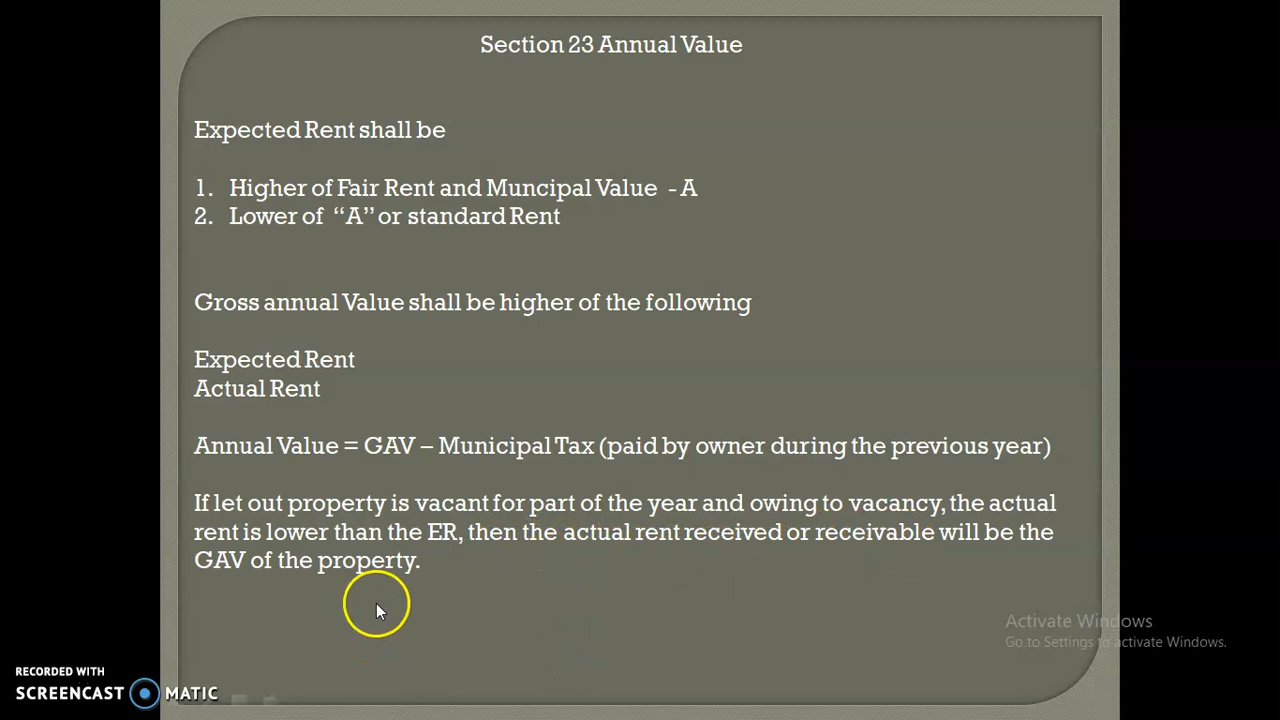 Section 23 Annual Value
Expected Rent shall be
1. Higher of Fair Rent and Muncipal Value - A
2. Lower of “A” or standard Rent
Gross annual Value shall be higher of the following
Expected Rent
Actual Rent
Annual Value = GAV – Municipal Tax (paid by owner during the previous year)
If let out property is vacant for part of the year and owing to vacancy, the actual
rent is lower than the ER, then the actual rent received or receivable will be the
GAV of the property.
Activate Windows
Go to Settings to activate Windows.
RECORDED WITH
SCREENCAST MATIC